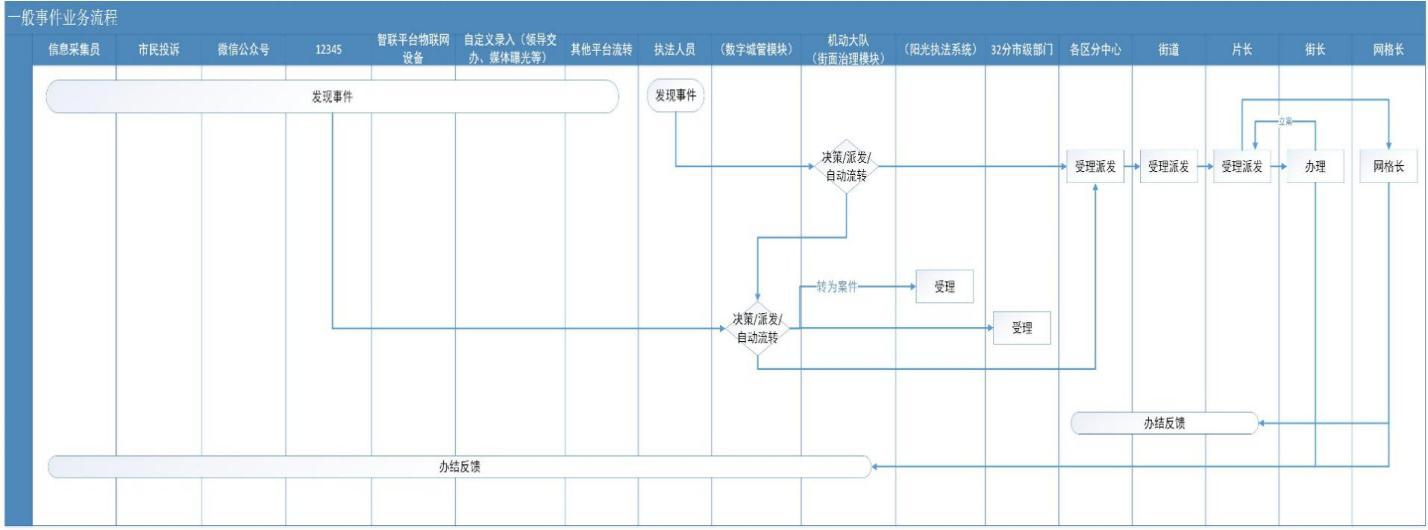 一般事件业务流程
信息采集员
市民投诉
微信公众号
12345
智联平台物联网
设备
自定义录入（领导交
办、媒体曝光等）
其他平台流转
执法人员
（数字城管模块）
机动大队
（街面治理模块）
（阳光执法系统）
32分市级部门
各区分中心
街道
片长
街长
网格长
发现事件
发现事件
立案
决策/派发/
自动流转
受理派发
受理派发
受理派发
办理
网格长
转为案件
受理
决策/派发/
自动流转
受理
办结反馈
办结反馈